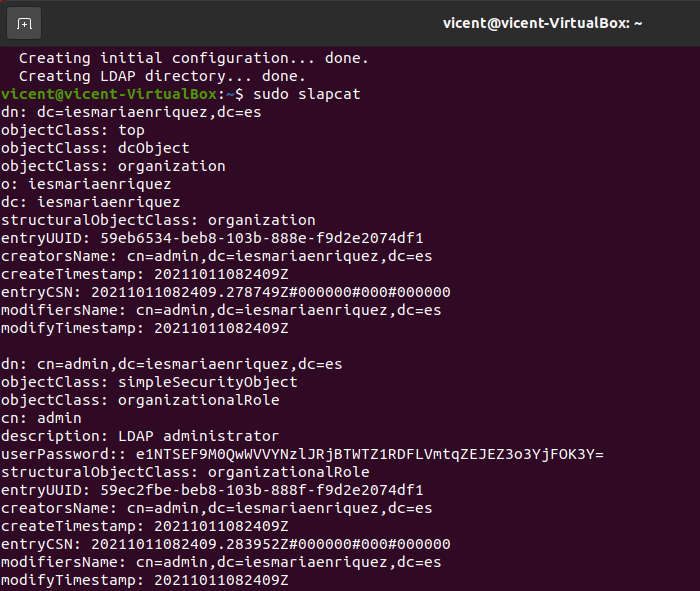 vicent@vicent-VirtualBox: ~
Creating initial configuration... done.
Creating LDAP directory... done.
vicent@vicent-VirtualBox:~$ sudo slapcat
dn: dc=iesmariaenriquez,dc=es
objectClass: top
objectClass: dcObject
objectClass: organization
o: iesmariaenriquez
dc: iesmariaenriquez
structuralObjectClass: organization
entryUUID: 59eb6534-beb8-103b-888e-f9d2e2074df1
creatorsName: cn=admin,dc=iesmariaenriquez,dc=es
createTimestamp: 20211011082409Z
entryCSN: 20211011082409.278749Z#000000#000#000000
modifiersName: cn=admin,dc=iesmariaenriquez,dc=es
modifyTimestamp: 20211011082409Z
dn: cn=admin,dc=iesmariaenriquez,dc=es
objectClass: simpleSecurityObject
objectClass: organizationalRole
cn: admin
description: LDAP administrator
userPassword:: e1NTSEF9M0QwWVVYNzlJRjBTWTZ1RDFLVmtqZEJEZ3o3YjFOK3Y=
structuralObjectClass: organizationalRole
entryUUID: 59ec2fbe-beb8-103b-888f-f9d2e2074df1
creatorsName: cn=admin,dc=iesmariaenriquez,dc=es
createTimestamp: 20211011082409Z
entryCSN: 20211011082409.283952Z#000000#000#000000
modifiersName: cn=admin,dc=iesmariaenriquez,dc=es
modifyTimestamp: 20211011082409Z